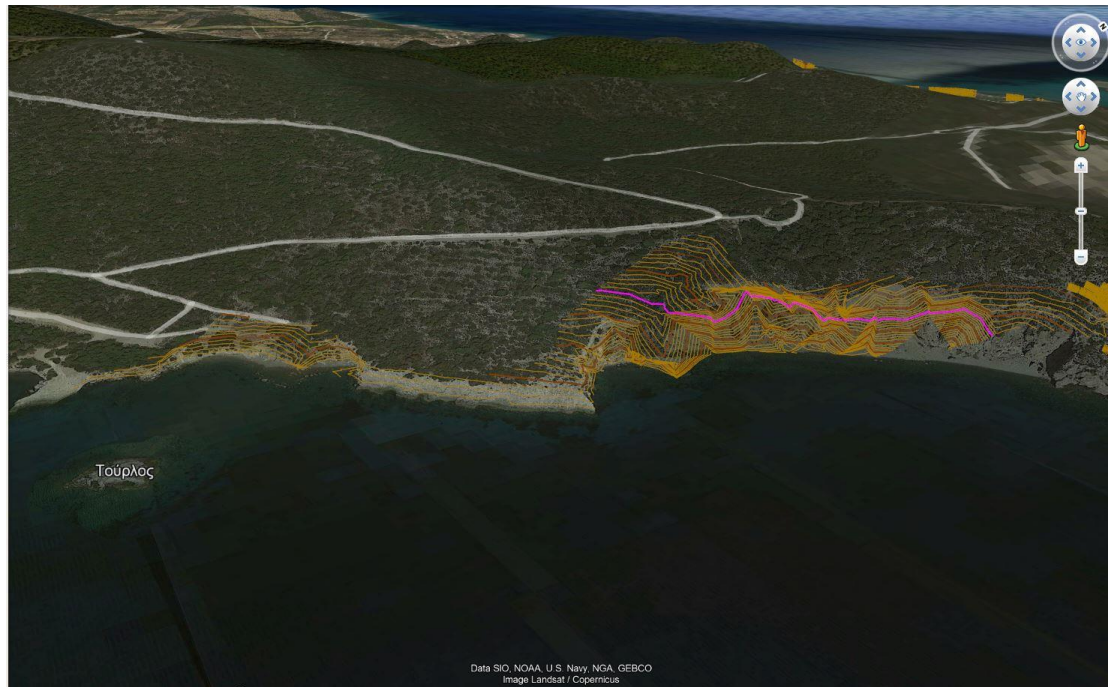 Τούρλος
Data SIO, NOAA, U.S. Navy, NGA, GEBCO
Image Landsat / Copernicus